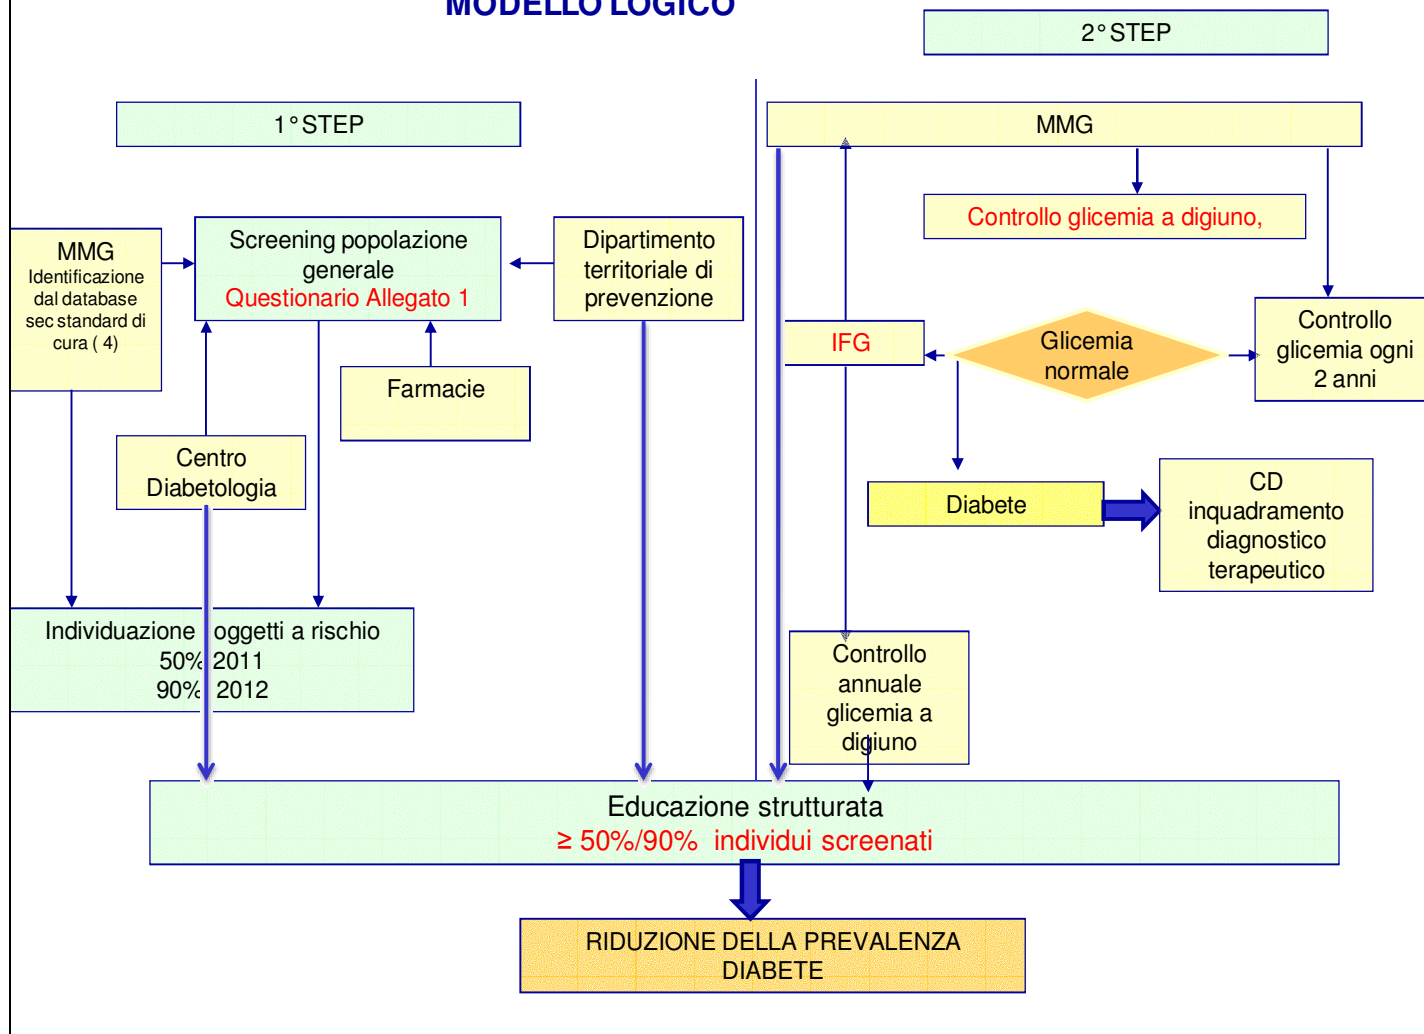 MODELLO LOGICO
2° STEP
1° STEP
MMG
Controllo glicemia a digiuno,
MMG
Identificazione
dal database
sec standard di
cura ( 4)
Screening popolazione
generale
Questionario Allegato 1
Dipartimento
territoriale di
prevenzione
IFG
Glicemia
normale
Controllo
glicemia ogni
2 anni
Farmacie
Centro
Diabetologia
Diabete
CD
inquadramento
diagnostico
terapeutico
Individuazione oggetti a rischio
50% 2011
90% 2012
Controllo
annuale
glicemia a
digiuno
Educazione strutturata
≥ 50%/90% individui screenati
RIDUZIONE DELLA PREVALENZA
DIABETE